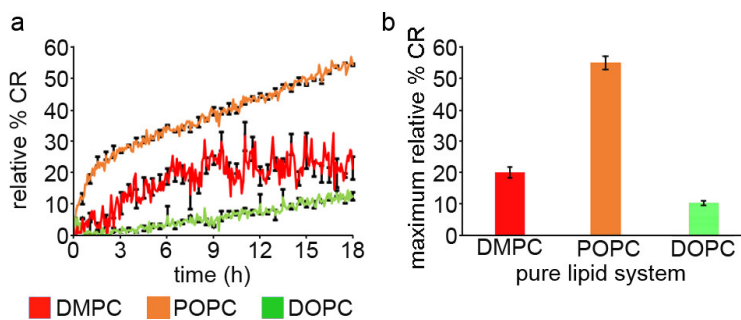 a
relative % CR
60
50
40
30
20
10
0
0 3 6 9 12 15 18
time (h)
DMPC POPC DOPC
b
maximum relative % CR
60
50
40
30
20
10
0
DMPC POPC DOPC
pure lipid system